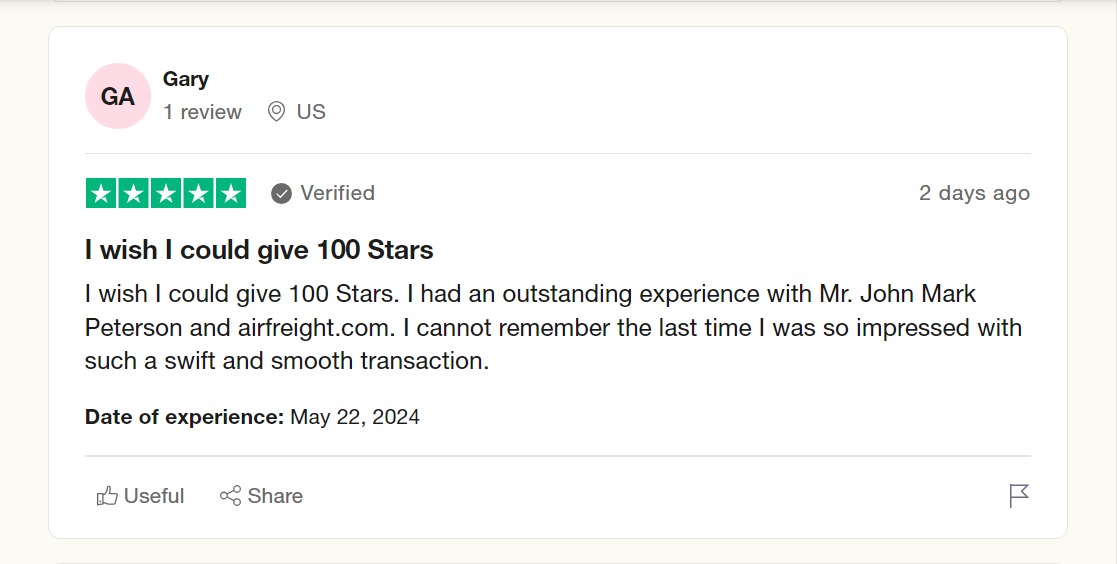 GA
Gary
1 review US
Verified
2 days ago
I wish I could give 100 Stars
I wish I could give 100 Stars. I had an outstanding experience with Mr. John Mark
Peterson and airfreight.com. I cannot remember the last time I was so impressed with
such a swift and smooth transaction.
Date of experience: May 22, 2024
Useful Share